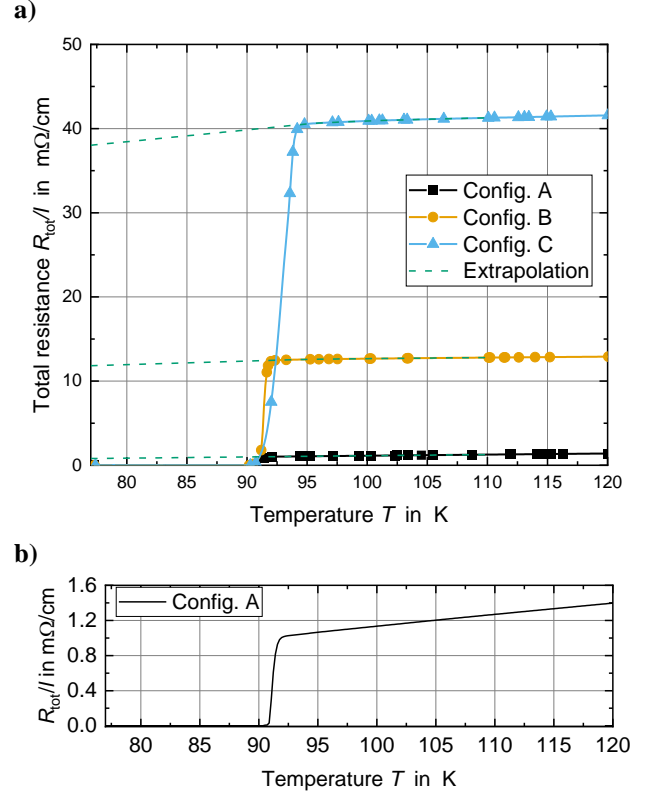 a)
50
40
30
20
10
0
Total resistance R_tot/l in mΩ/cm
Config. A
Config. B
Config. C
Extrapolation
80 85 90 95 100 105 110 115 120
Temperature T in K
b)
1.6
1.2
0.8
0.4
0.0
R_tot/l in mΩ/cm
Config. A
80 85 90 95 100 105 110 115 120
Temperature T in K